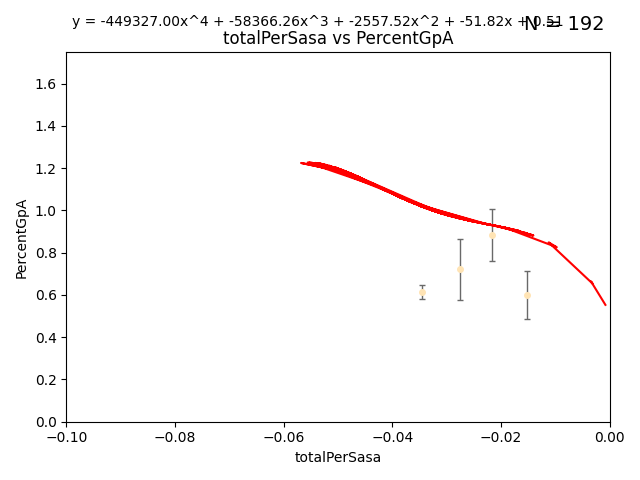 y = -449327.00x^4 + -58366.26x^3 + -2557.52x^2 + -51.82x + 0.51
N = 192
totalPerSasa vs PercentGpA
1.6
1.4
1.2
1.0
0.8
0.6
0.4
0.2
0.0
PercentGpA
−0.10 −0.08 −0.06 −0.04 −0.02 0.00
totalPerSasa